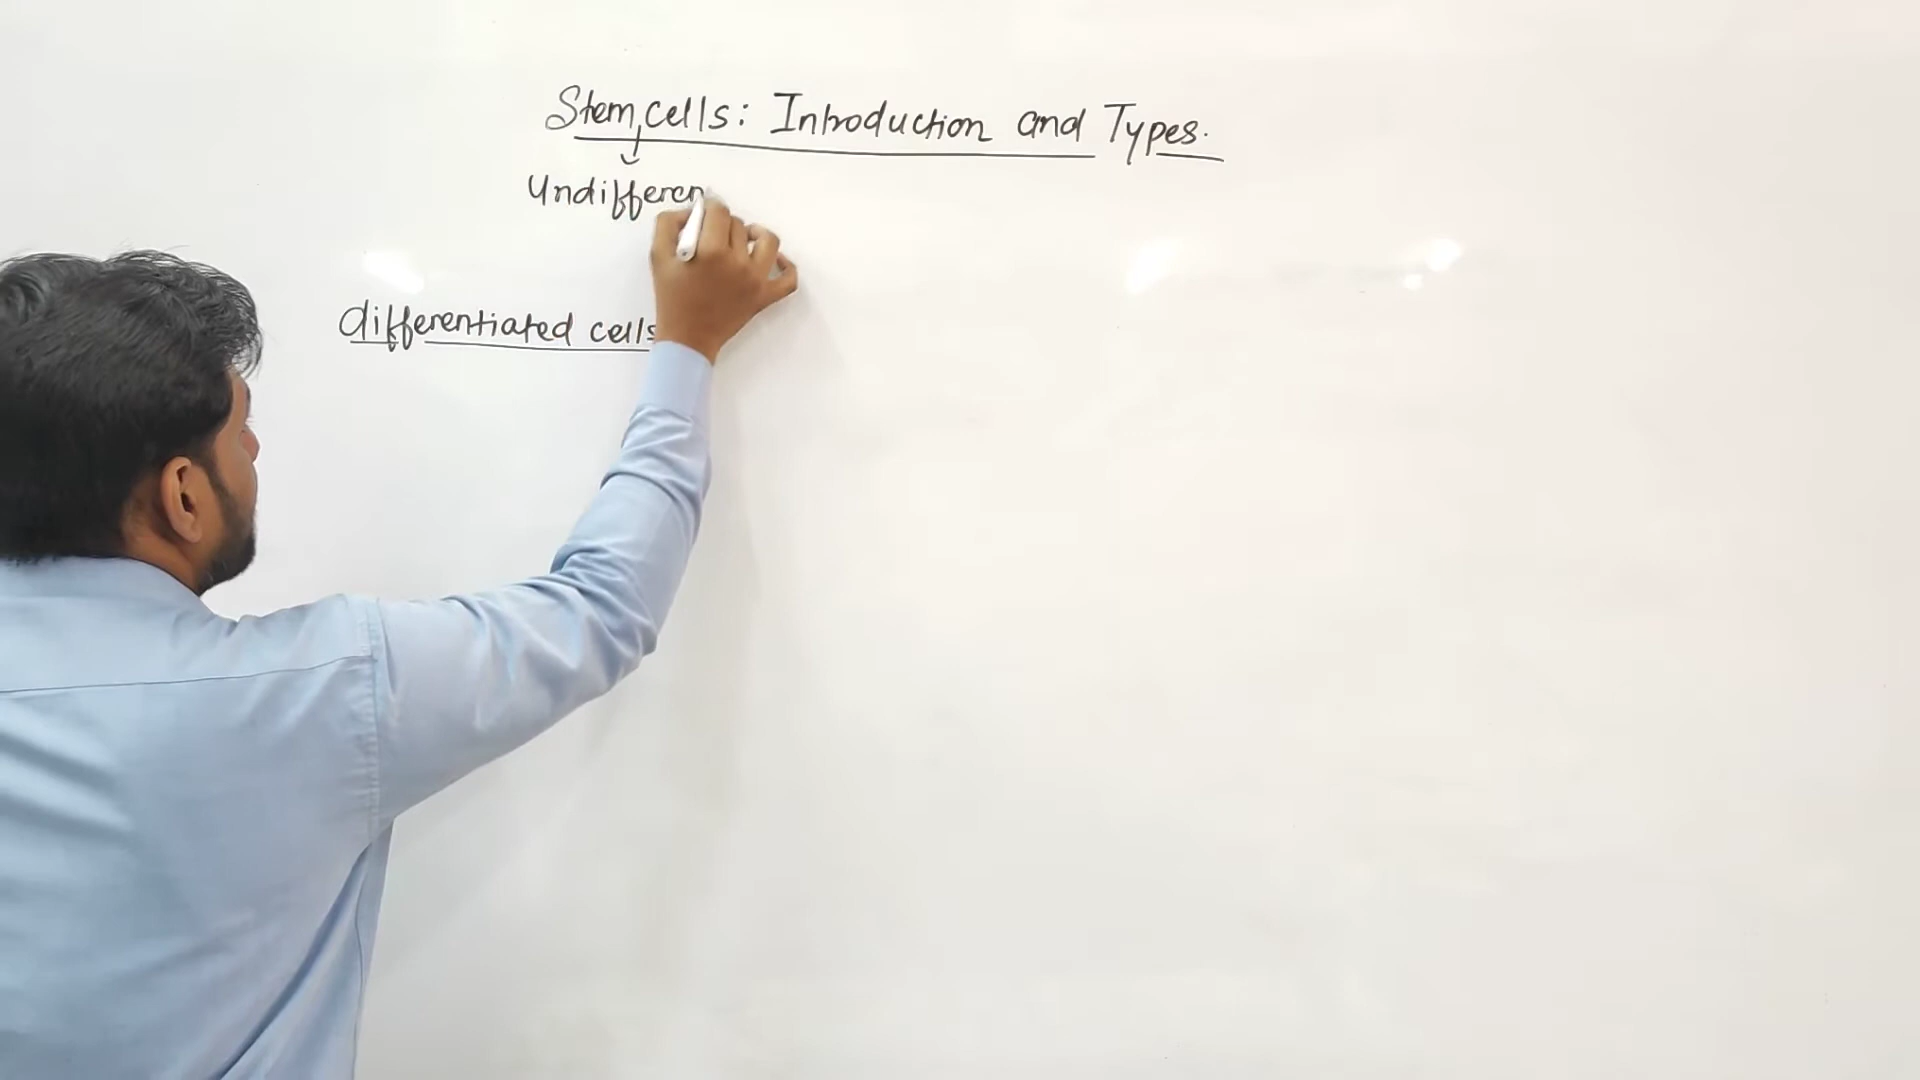 Stem cells: Introduction and Types.
Undifferen
differentiated cells